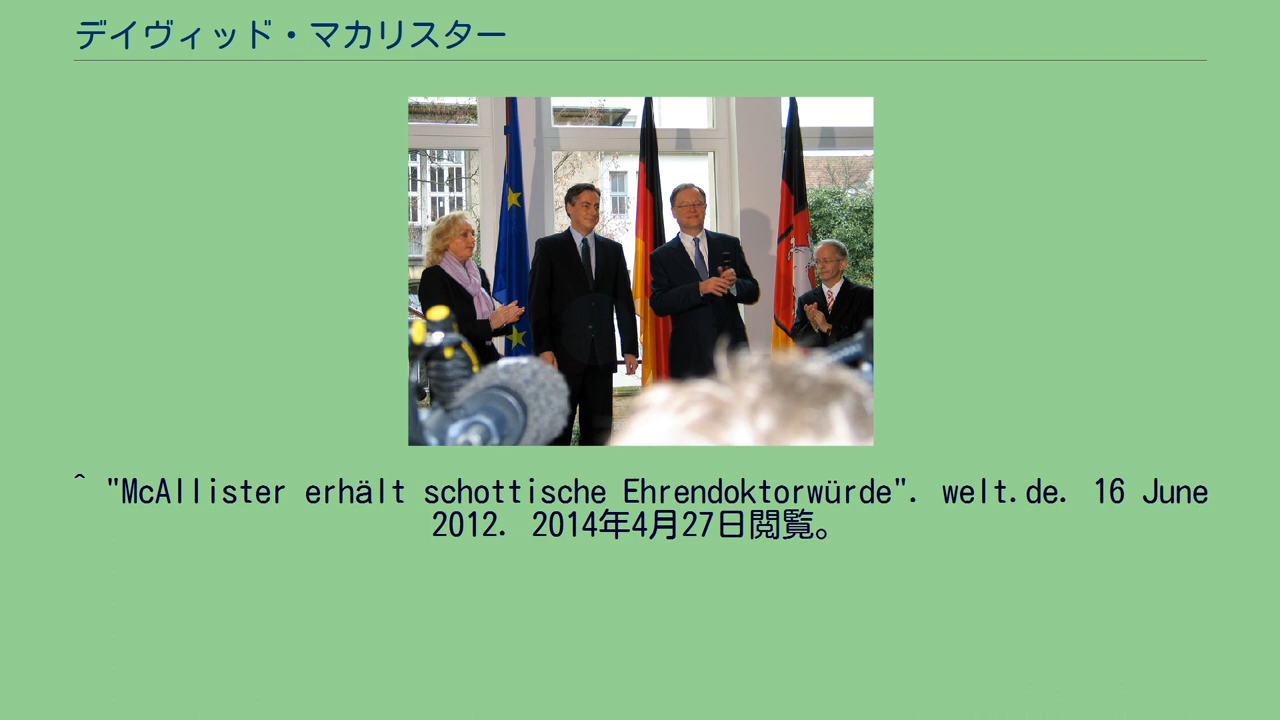 デイヴィッド・マカリスター
^ "McAllister erhält schottische Ehrendoktorwürde". welt.de. 16 June
2012. 2014年4月27日閲覧。